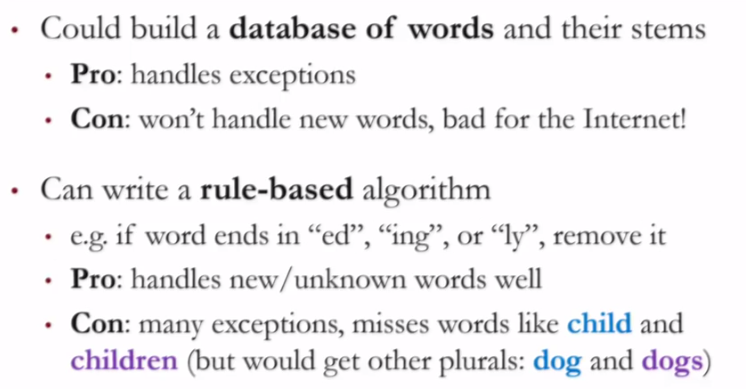 • Could build a database of words and their stems
• Pro: handles exceptions
• Con: won’t handle new words, bad for the Internet!
• Can write a rule-based algorithm
• e.g. if word ends in “ed”, “ing”, or “ly”, remove it
• Pro: handles new/unknown words well
• Con: many exceptions, misses words like child and
children (but would get other plurals: dog and dogs)